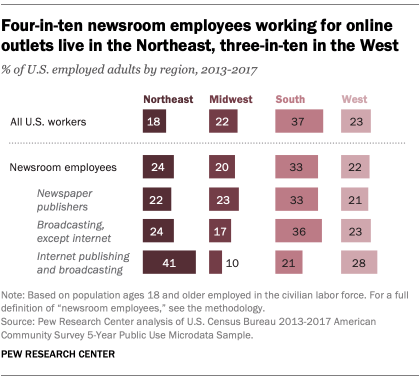 Four-in-ten newsroom employees working for online
outlets live in the Northeast, three-in-ten in the West
% of U.S. employed adults by region, 2013-2017
Northeast Midwest South West
All U.S. workers 18 22 37 23
Newsroom employees 24 20 33 22
Newspaper
publishers 22 23 33 21
Broadcasting,
except internet 24 17 36 23
Internet publishing
and broadcasting 41 10 21 28
Note: Based on population ages 18 and older employed in the civilian labor force. For a full
definition of “newsroom employees,” see the methodology.
Source: Pew Research Center analysis of U.S. Census Bureau 2013-2017 American
Community Survey 5-Year Public Use Microdata Sample.
PEW RESEARCH CENTER